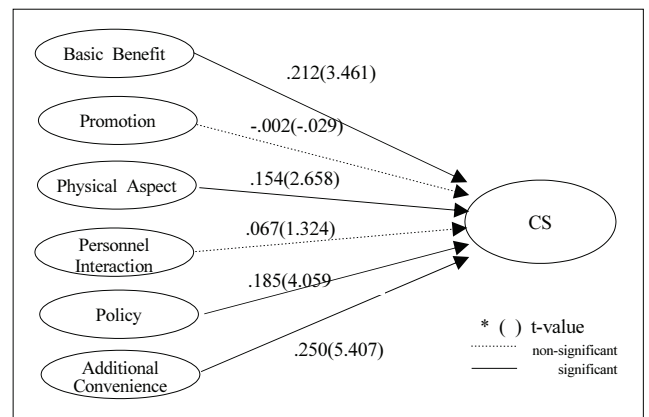 Basic Benefit
.212(3.461)
Promotion
-.002(-.029)
Physical Aspect
.154(2.658)
CS
.067(1.324)
Personnel
Interaction
.185(4.059
Policy
* ( ) t-value
non-significant
.250(5.407)
significant
Additional
Convenience